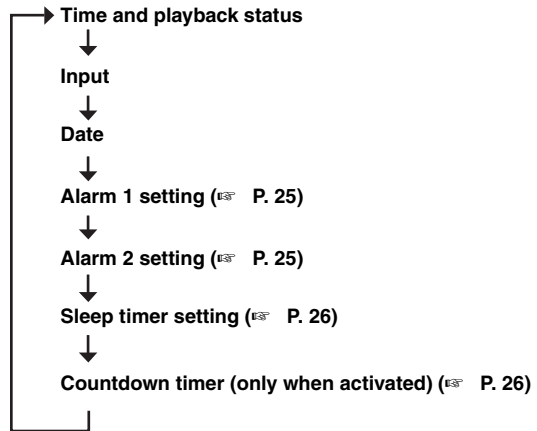 Time and playback status
Input
Date
Alarm 1 setting (☞ P. 25)
Alarm 2 setting (☞ P. 25)
Sleep timer setting (☞ P. 26)
Countdown timer (only when activated) (☞ P. 26)